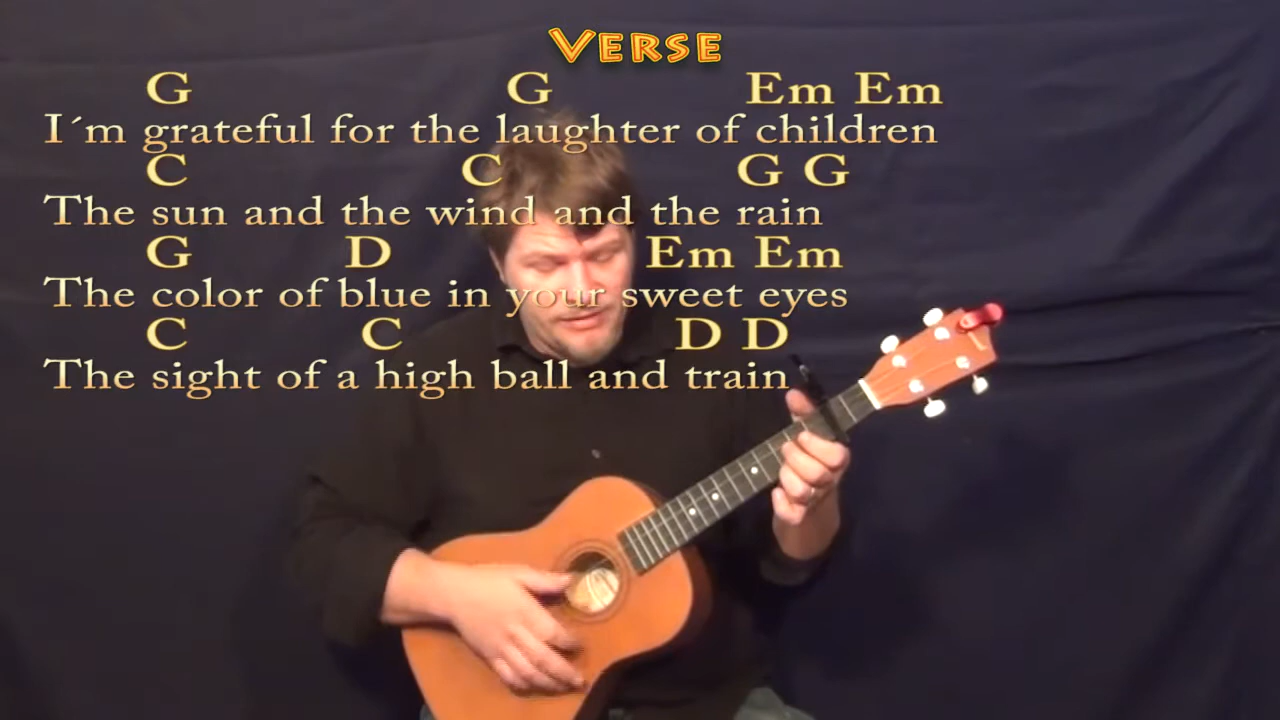 VERSE
G G Em Em
I´m grateful for the laughter of children
C C G G
The sun and the wind and the rain
G D Em Em
The color of blue in your sweet eyes
C C D D
The sight of a high ball and train